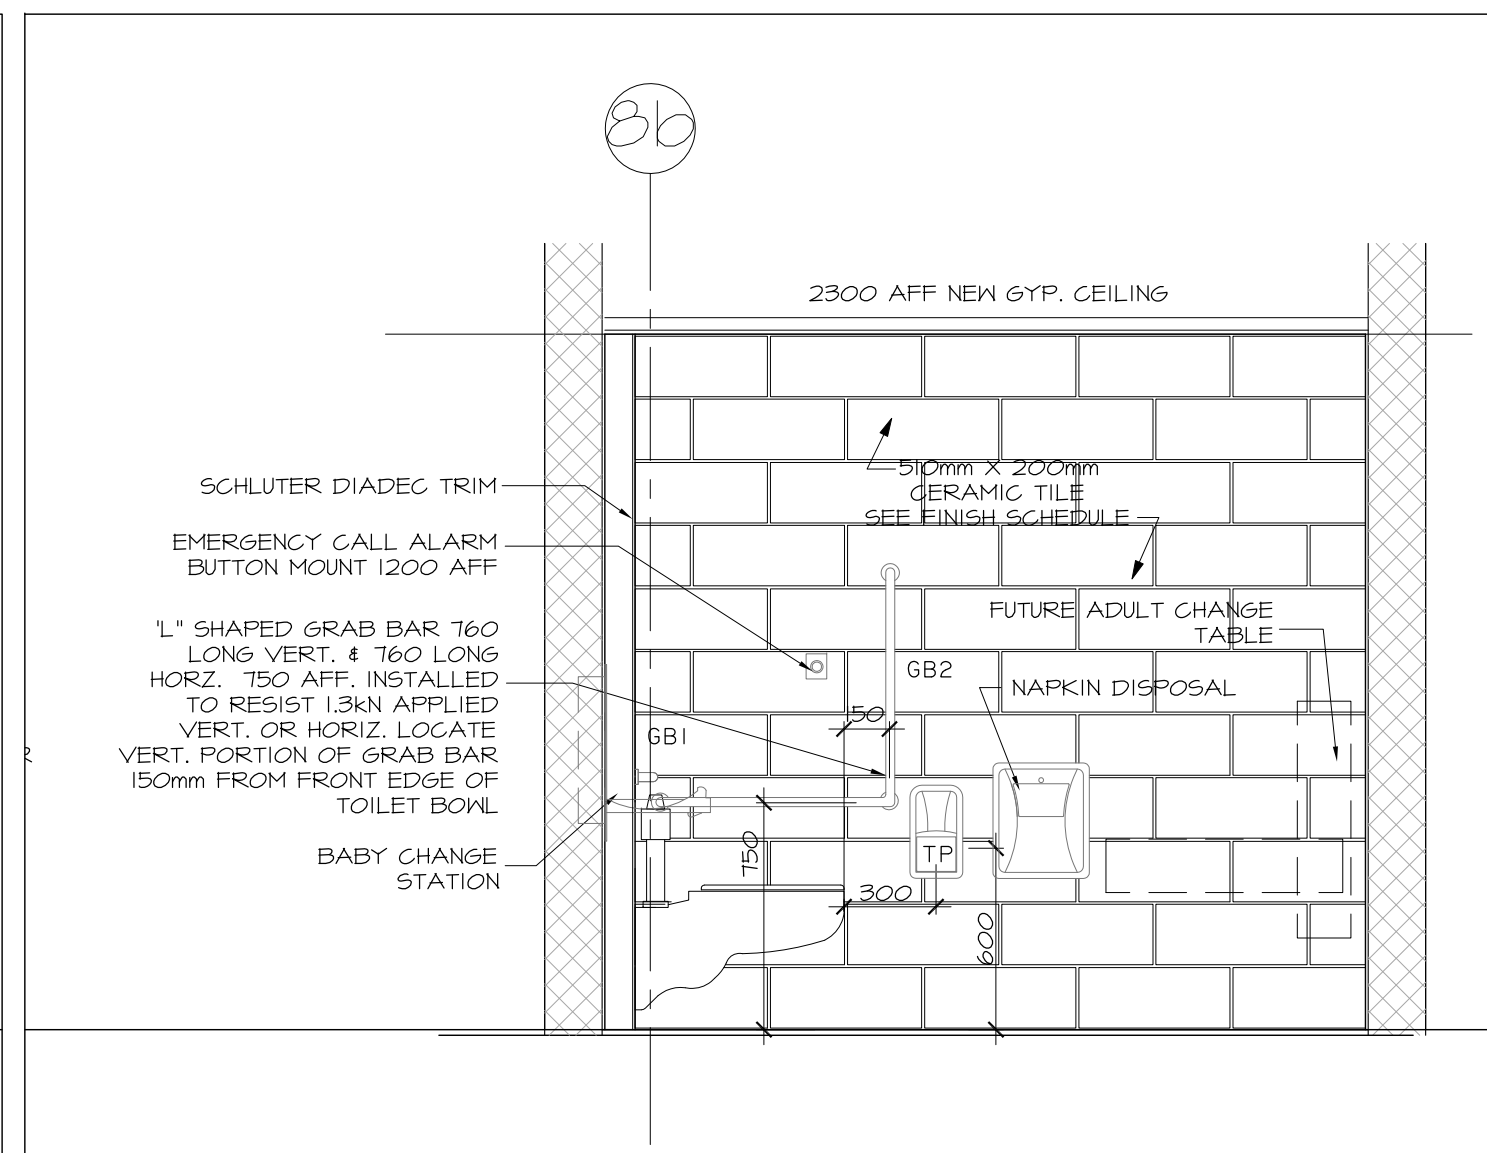 8b
2300 AFF NEW GYP. CEILING
510mm X 200mm
CERAMIC TILE
SEE FINISH SCHEDULE
SCHLUTER DIADEC TRIM
EMERGENCY CALL ALARM
BUTTON MOUNT 1200 AFF
'L" SHAPED GRAB BAR 760
LONG VERT. & 760 LONG
HORZ. 750 AFF. INSTALLED
TO RESIST 1.3kN APPLIED
VERT. OR HORIZ. LOCATE
VERT. PORTION OF GRAB BAR
150mm FROM FRONT EDGE OF
TOILET BOWL
BABY CHANGE
STATION
FUTURE ADULT CHANGE
TABLE
GB2
NAPKIN DISPOSAL
50
GB1
750
TP
300
600